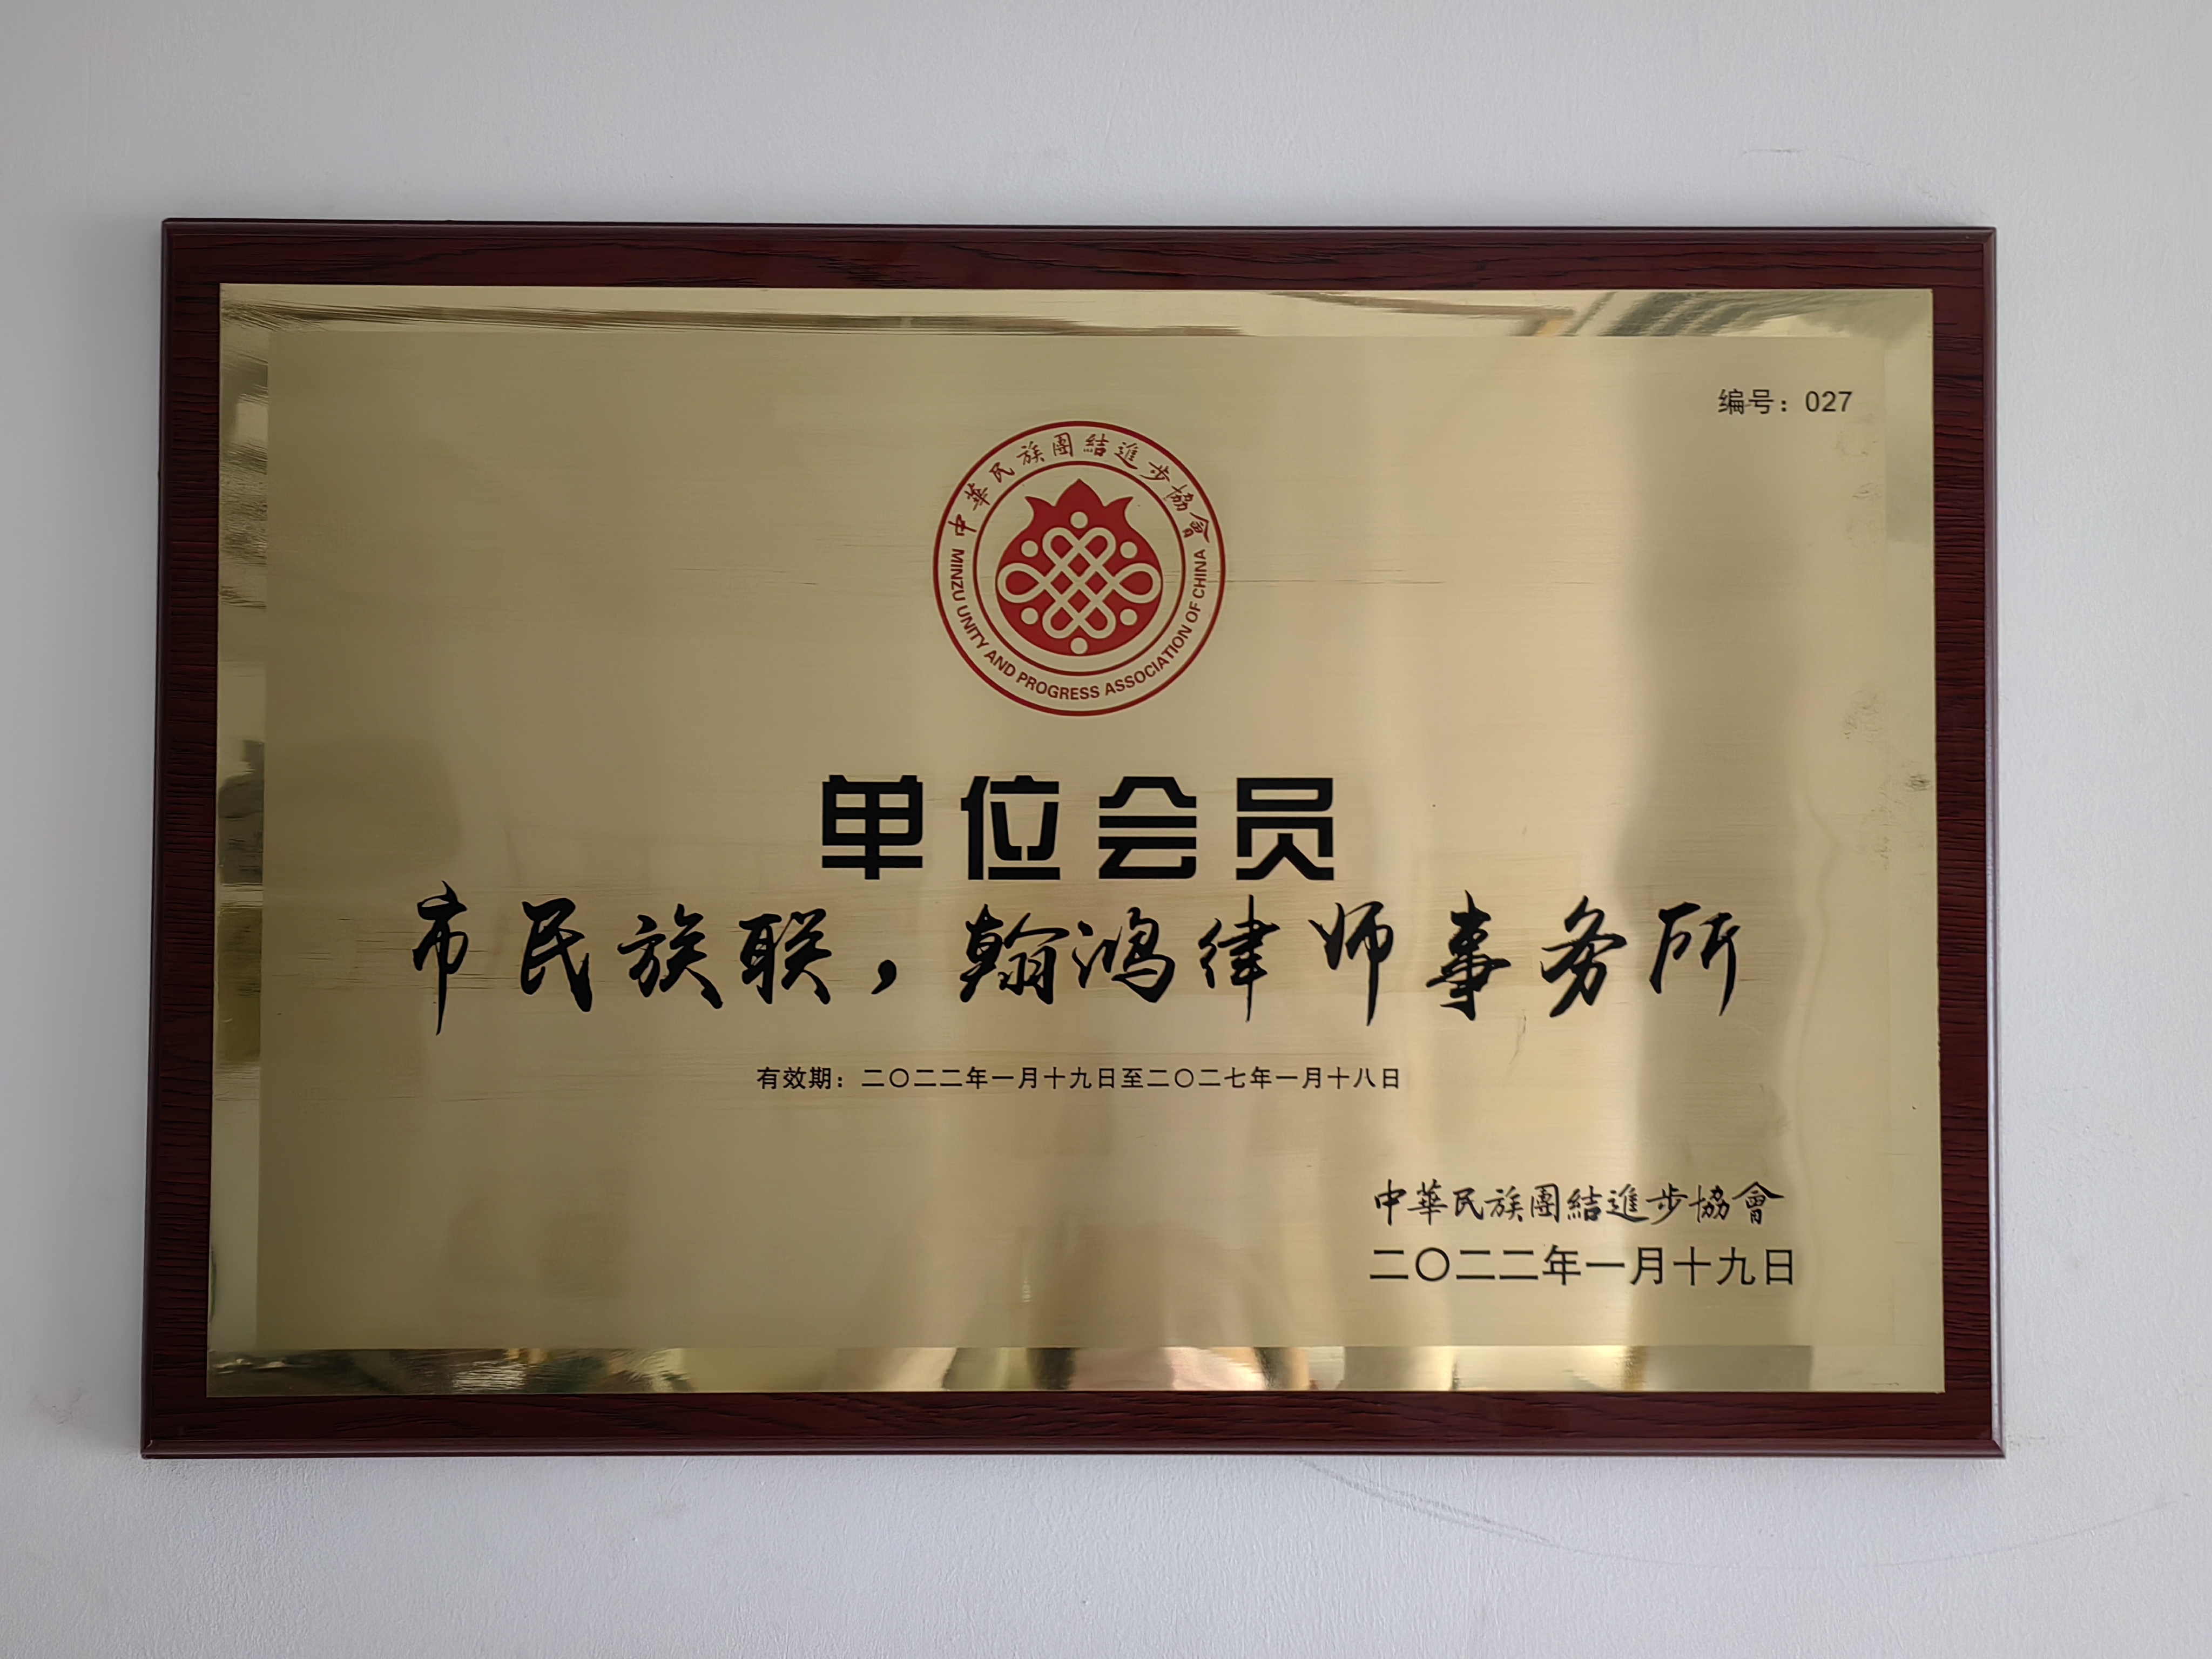 编号：027
中華民族團結進步協會
MINZU UNITY AND PROGRESS ASSOCIATION OF CHINA
单位会员
市民族联，翰鸿律师事务所
有效期：二〇二二年一月十九日至二〇二七年一月十八日
中華民族團結進步協會
二〇二二年一月十九日